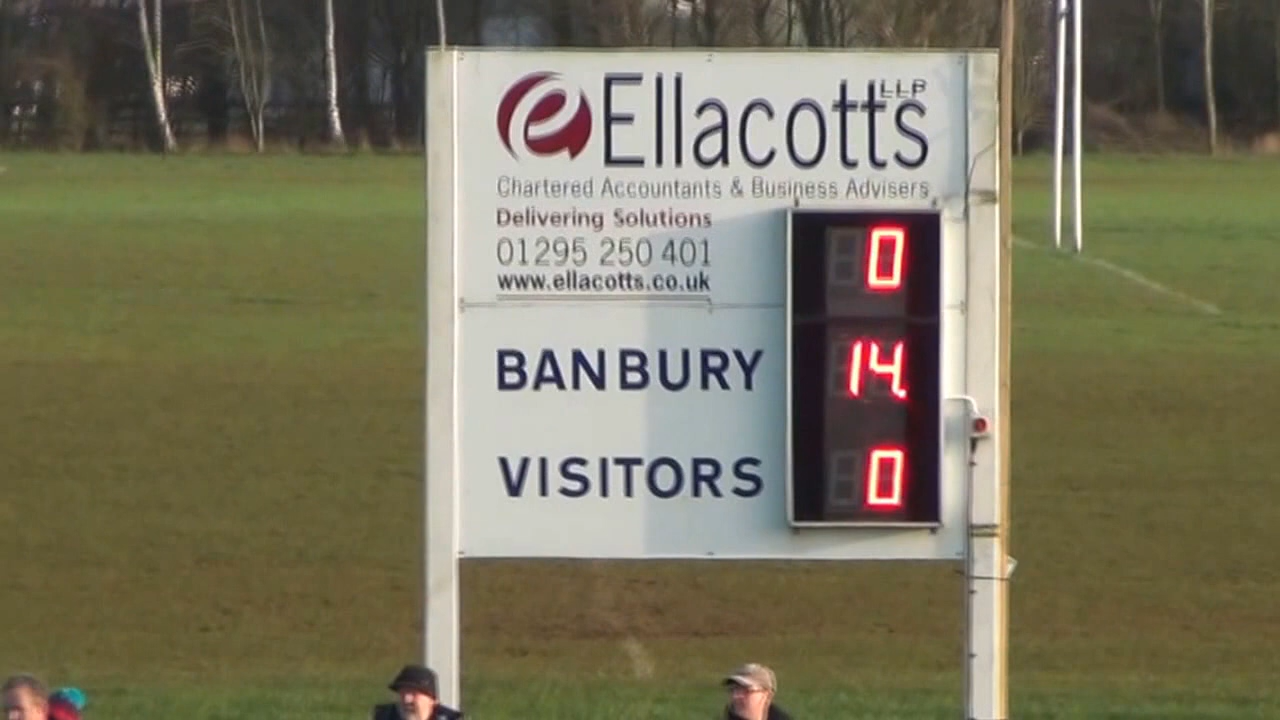 Ellacotts LLP
Chartered Accountants & Business Advisers
Delivering Solutions
01295 250 401
www.ellacotts.co.uk
0
BANBURY 14
VISITORS 0